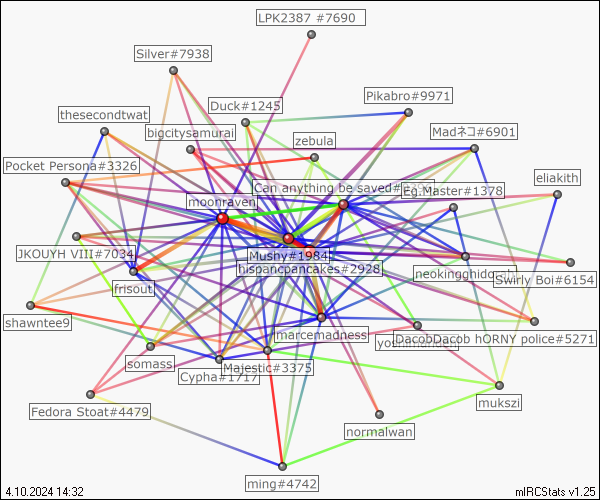 LPK2387 #7690
Silver#7938
Pikabro#9971
Duck#1245
thesecondtwat
bigcitysamurai
Madネコ#6901
zebula
Pocket Persona#3326
eliakith
Can anything be saved#
Eg.Master#1378
moonraven
JKOUYH VIII#7034
Mushy#1984
hispancpancakes#2928
neokingghidorah
Swirly Boi#6154
frisout
shawntee9
marcemadness
DacobDacob hORNY police#5271
somass
Cypha#1717
Majestic#3375
mukszi
Fedora Stoat#4479
normalwan
ming#4742
4.10.2024 14:32
mIRCStats v1.25